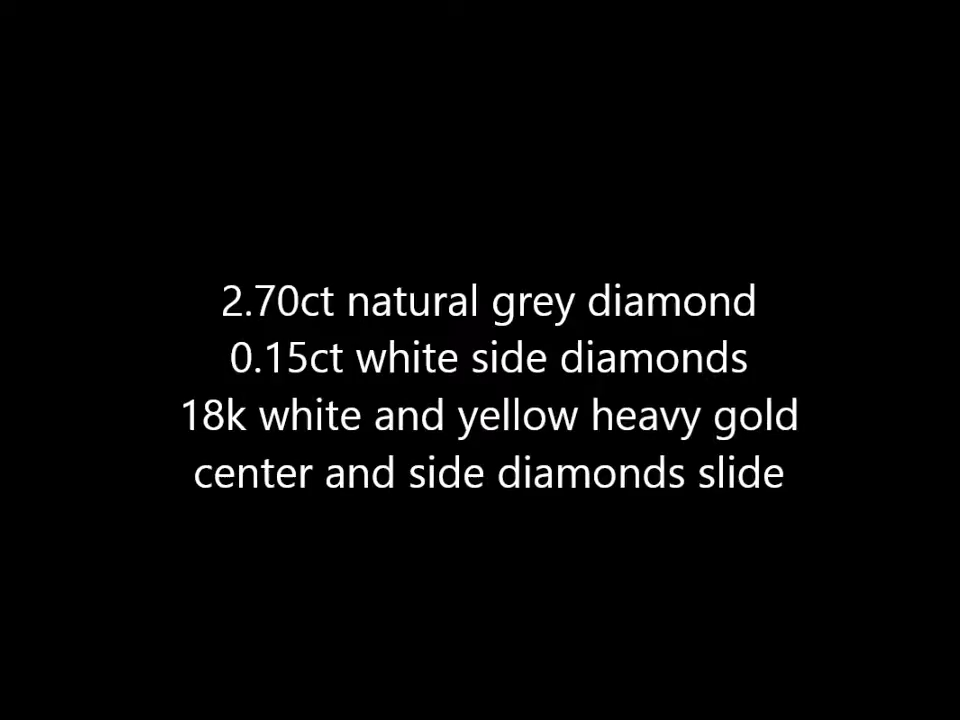 2.70ct natural grey diamond
0.15ct white side diamonds
18k white and yellow heavy gold
center and side diamonds slide